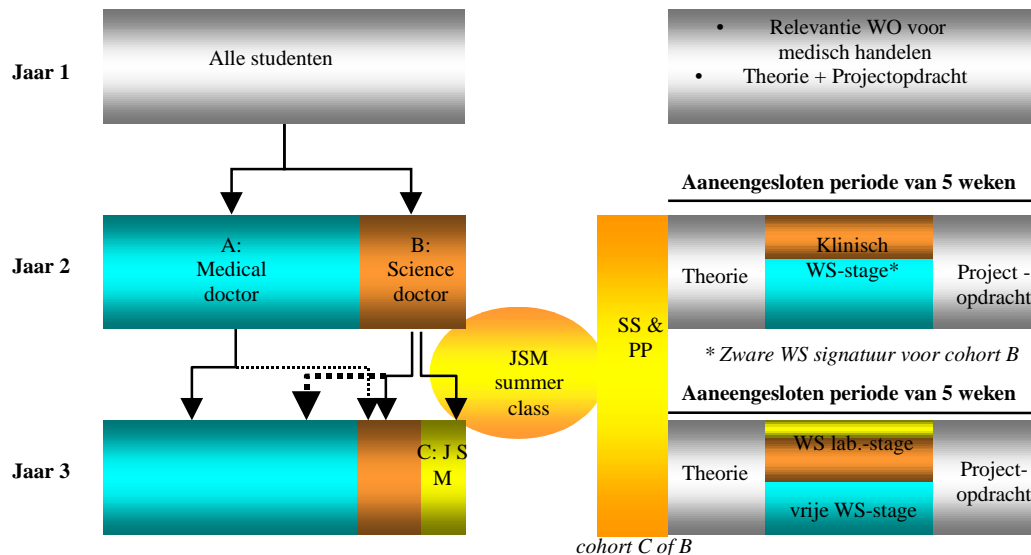 Jaar 1
Alle studenten
• Relevantie WO voor
medisch handelen
• Theorie + Projectopdracht
Aaneengesloten periode van 5 weken
Jaar 2
A:
Medical
doctor
B:
Science
doctor
SS &
PP
Theorie
Klinisch
WS-stage*
Project -
opdracht
JSM
summer
class
* Zware WS signatuur voor cohort B
Aaneengesloten periode van 5 weken
Jaar 3
C: J S
M
Theorie
WS lab.-stage
vrije WS-stage
Project-
opdracht
cohort C of B